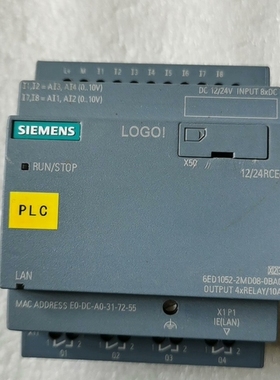 L+ M I1 I2 I3 I4 I5 I6 I7 I8
I1,I2 = AI3, AI4 (0..10V)
I7,I8 = AI1, AI2 (0..10V)
DC 12/24V INPUT 8xDC
SIEMENS
LOGO!
X50
RUN/STOP
12/24RCE
PLC
LAN
6ED1052-2MD08-0BA
OUTPUT 4xRELAY/10A
MAC ADDRESS E0-DC-A0-31-72-55
X1 P1
IE(LAN)
Q1 Q2 Q3 Q4